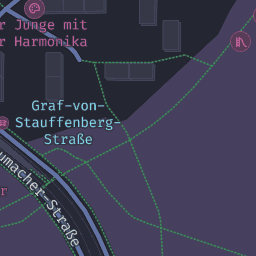 r Junge mit
r Harmonika
Graf-von-
Stauffenberg-
Straße
umacher-Straße
r